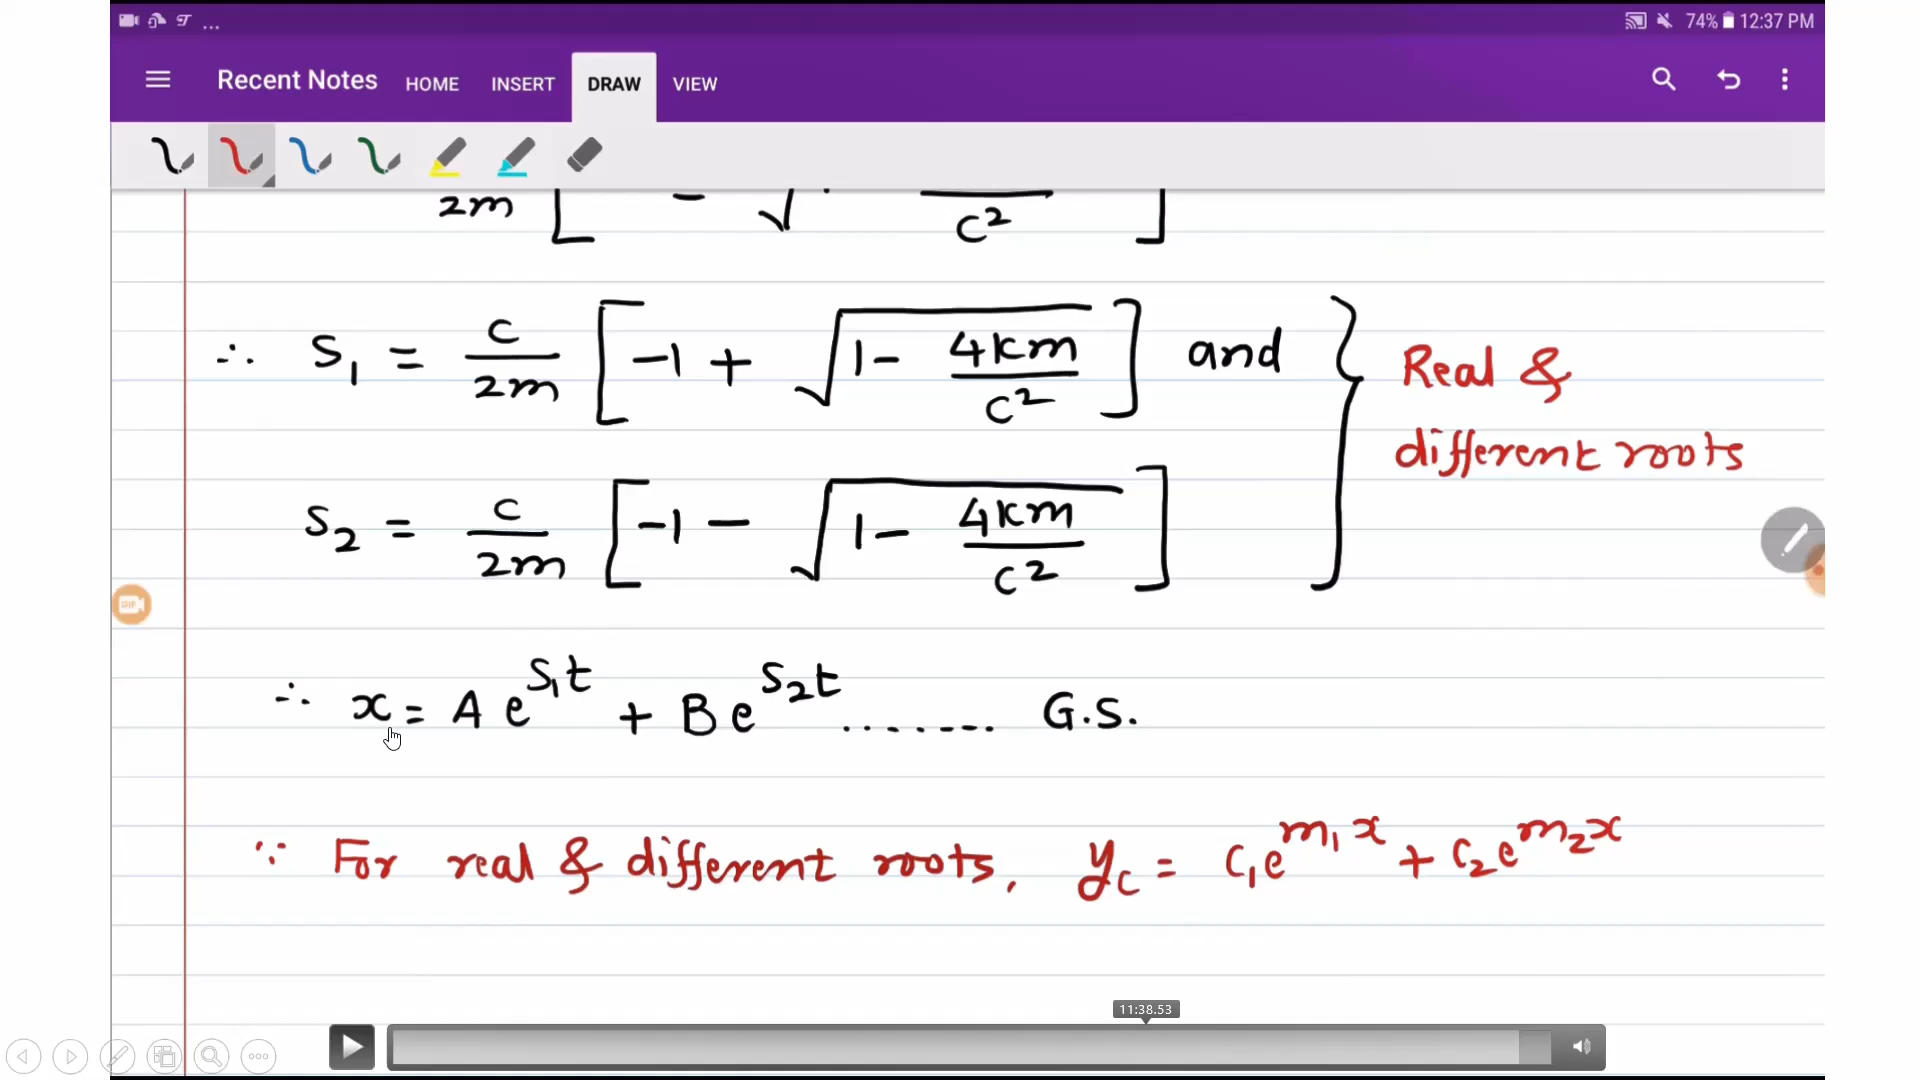 ...
74% 12:37 PM
Recent Notes HOME INSERT DRAW VIEW
2m [ - √ c² ]
∴ S₁ = c/2m [ -1 + √(1 - 4km/c²) ] and
Real &
different roots
S₂ = c/2m [ -1 - √(1 - 4km/c²) ]
GIF
∴ x = A e^(S₁t) + B e^(S₂t) ........ G.S.
∵ For real & different roots, y_c = c₁e^(m₁x) + c₂e^(m₂x)
11:38.53